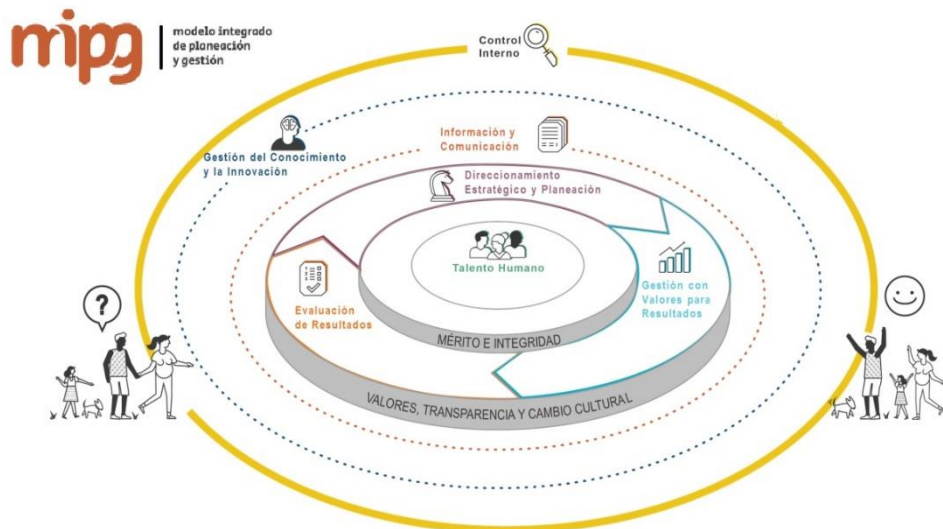 mipg
modelo integrado
de planeación
y gestión
Control
Interno
Gestión del Conocimiento
y la Innovación
Información y
Comunicación
Direccionamiento
Estratégico y Planeación
Talento Humano
Evaluación
de Resultados
Gestión con
Valores para
Resultados
MÉRITO E INTEGRIDAD
VALORES, TRANSPARENCIA Y CAMBIO CULTURAL
?